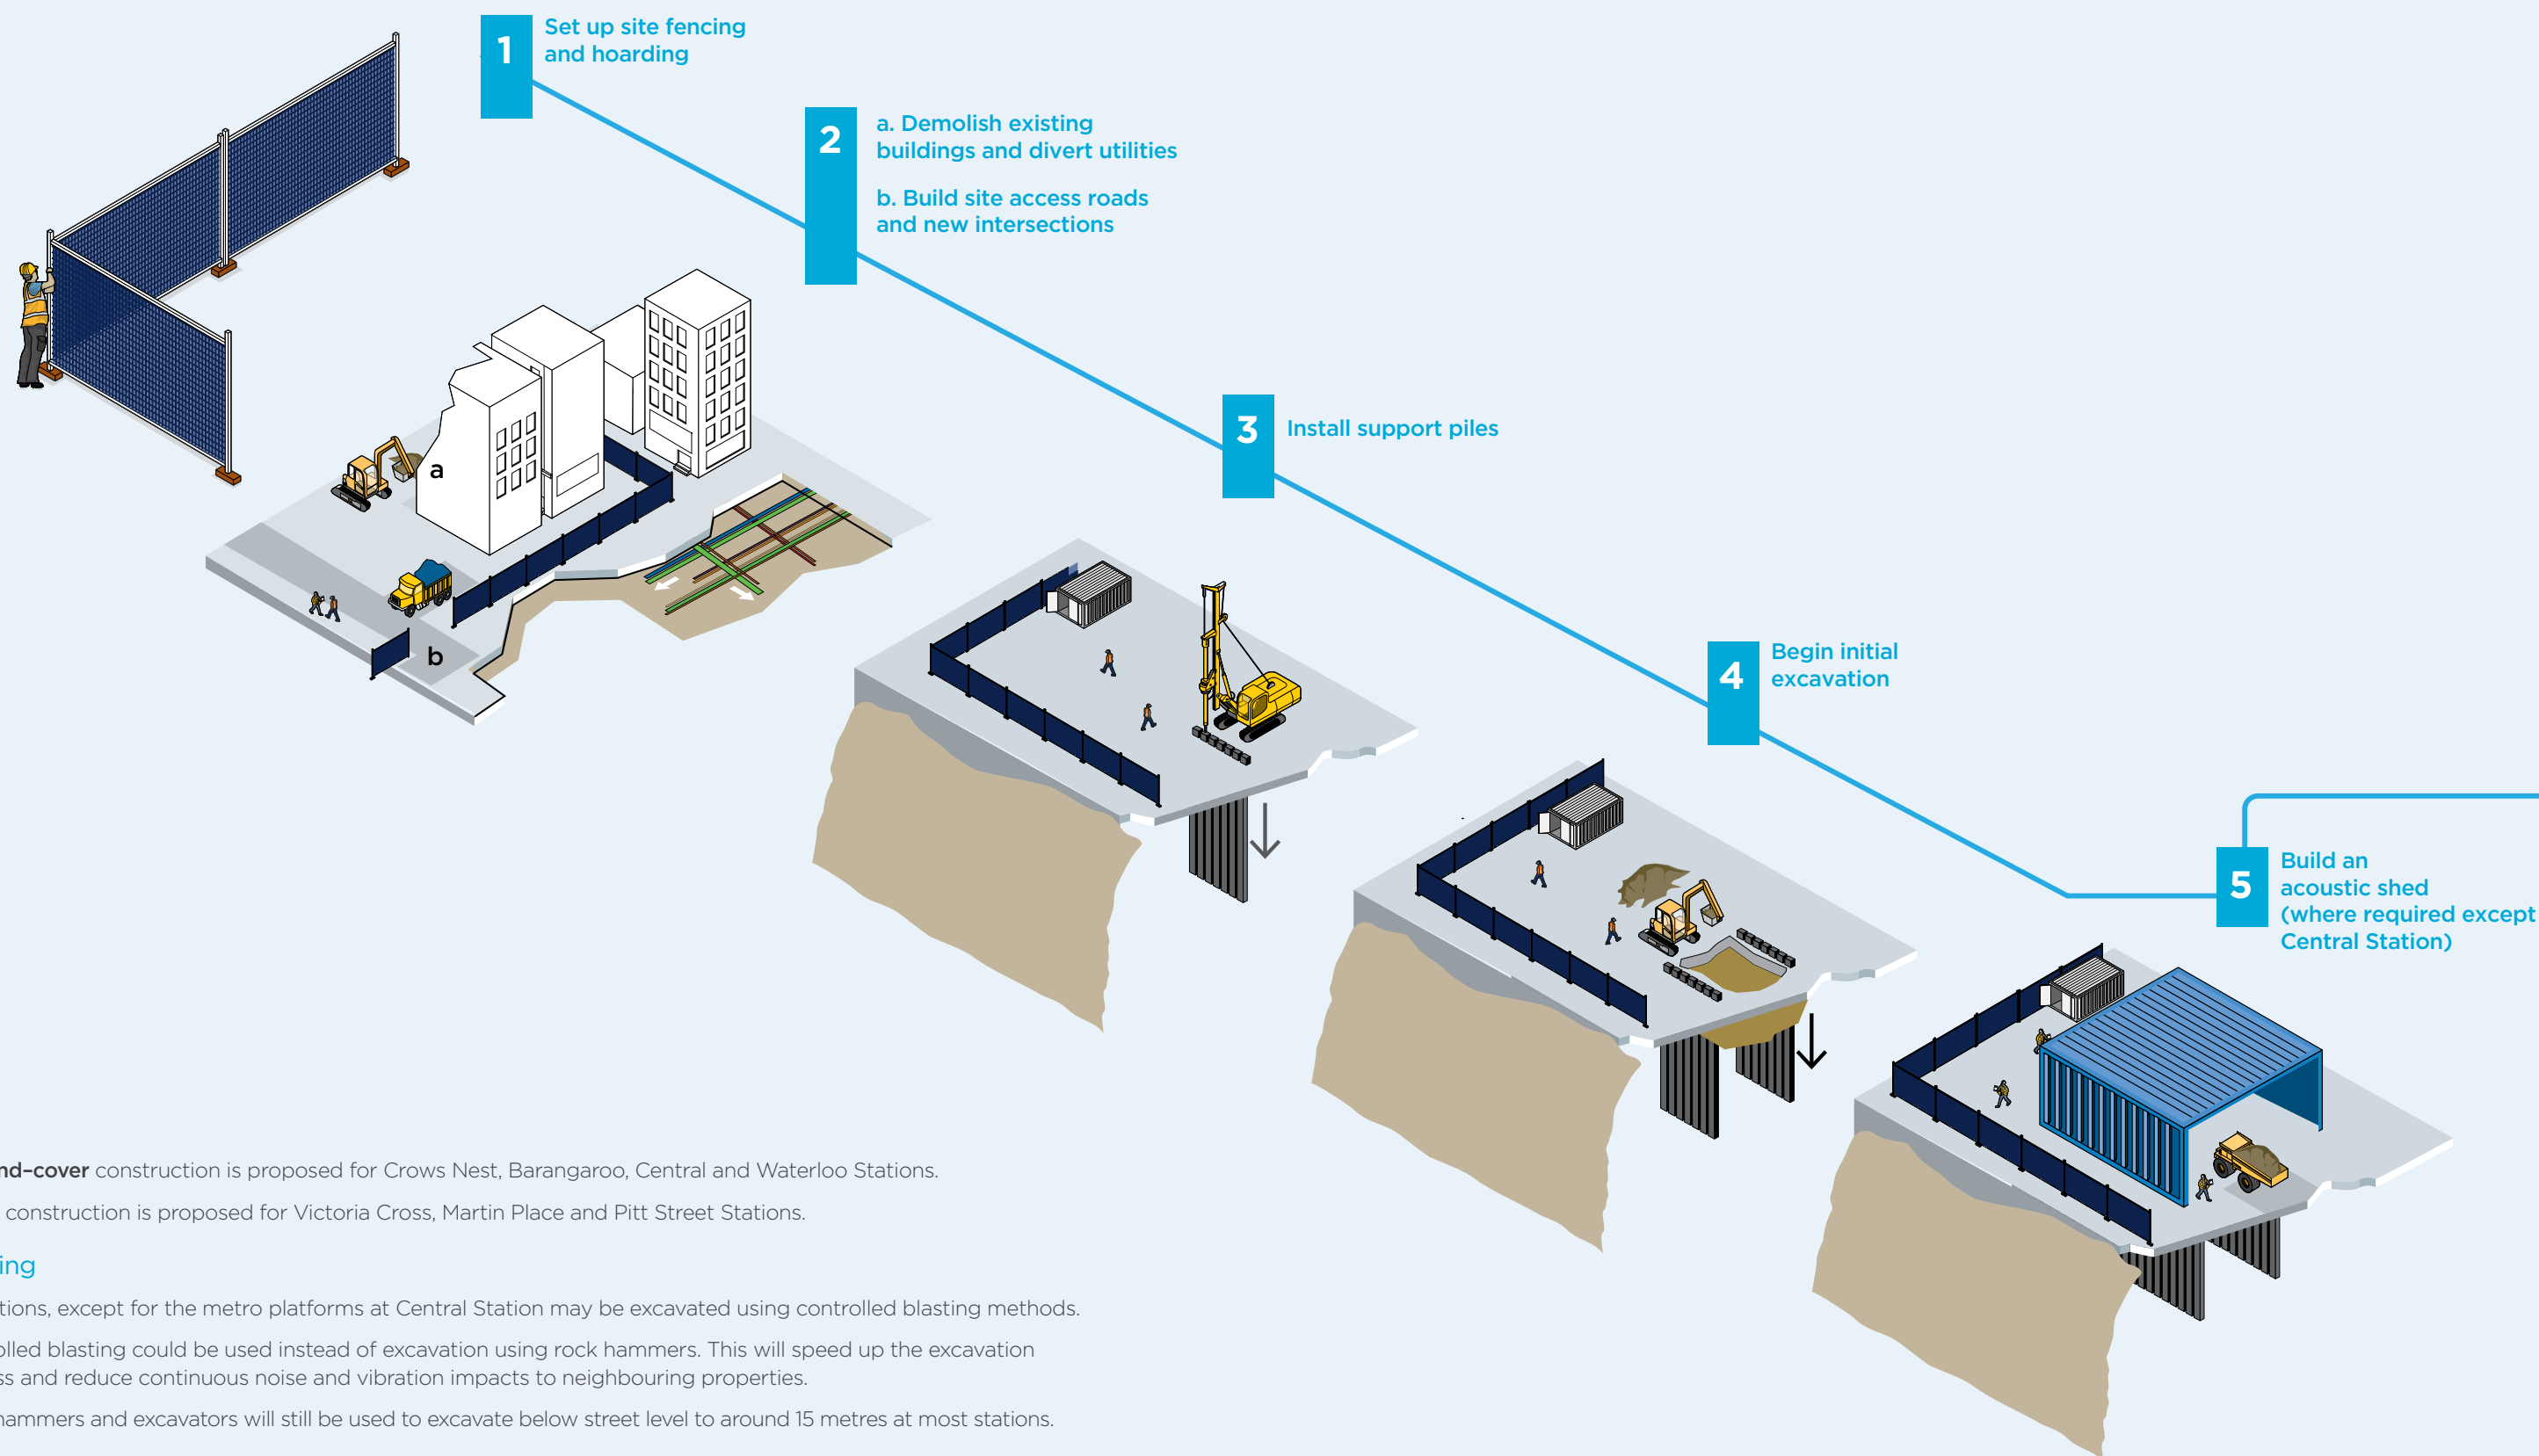 1
Set up site fencing
and hoarding
2
a. Demolish existing
buildings and divert utilities
b. Build site access roads
and new intersections
3
Install support piles
4
Begin initial
excavation
5
Build an
acoustic shed
(where required except
Central Station)
a
b
nd–cover construction is proposed for Crows Nest, Barangaroo, Central and Waterloo Stations.
construction is proposed for Victoria Cross, Martin Place and Pitt Street Stations.
ing
tions, except for the metro platforms at Central Station may be excavated using controlled blasting methods.
olled blasting could be used instead of excavation using rock hammers. This will speed up the excavation
ss and reduce continuous noise and vibration impacts to neighbouring properties.
hammers and excavators will still be used to excavate below street level to around 15 metres at most stations.